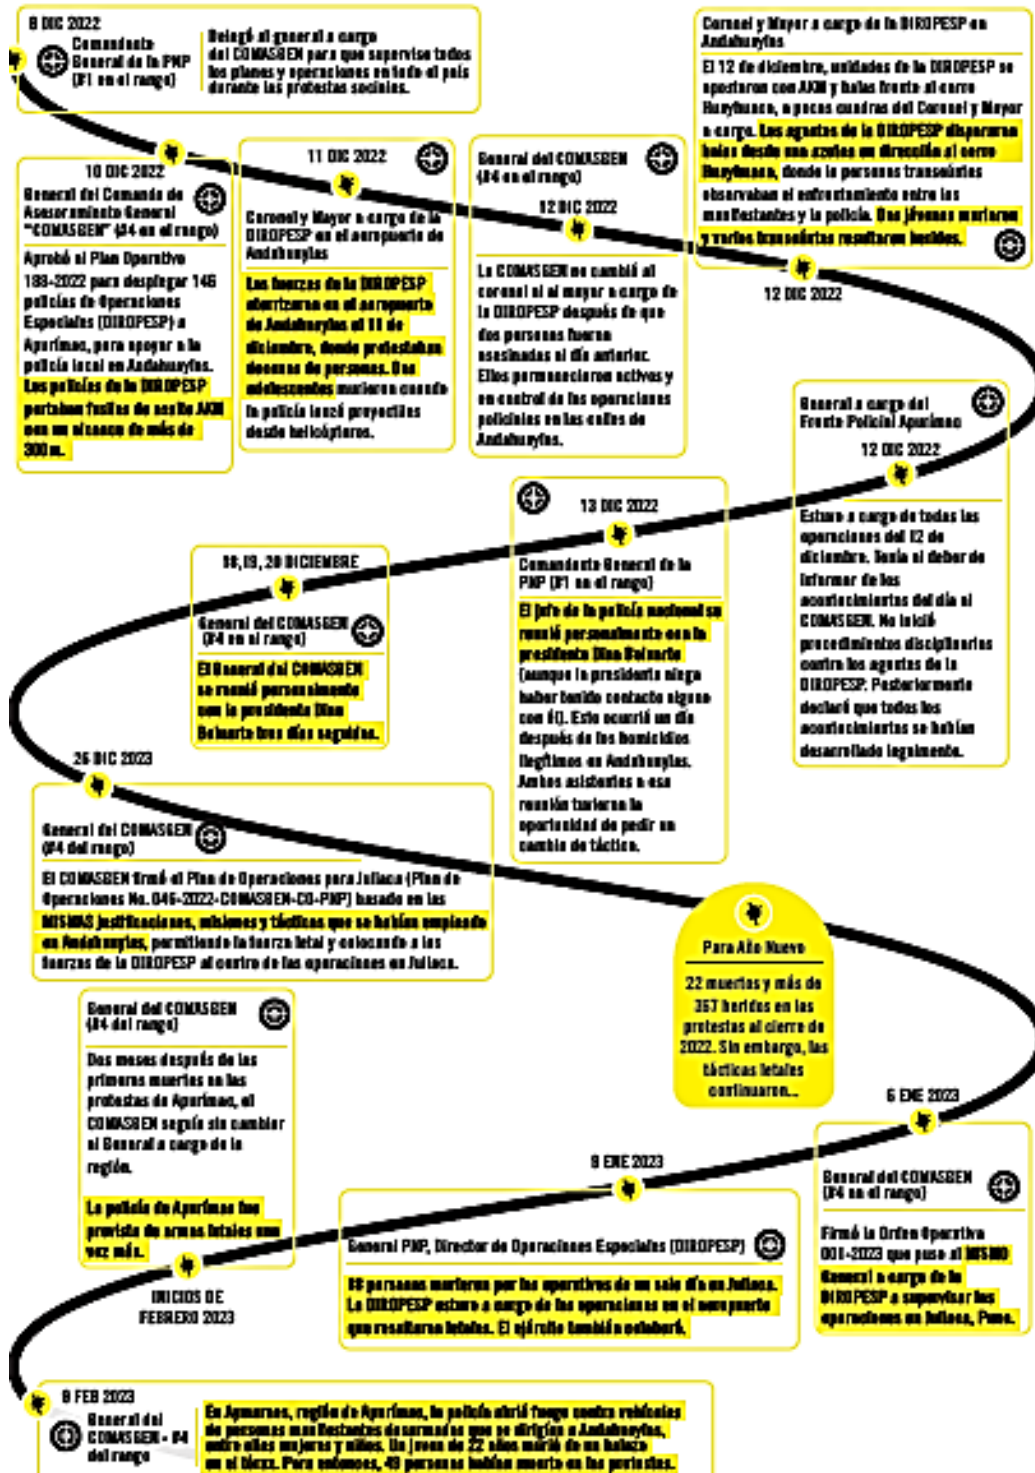 8 DIC 2022
Comandante
General de la PNP
(#1 en el rango)
Delegó al general a cargo
del COMASGEN para que supervise todos
los planes y operaciones en todo el país
durante las protestas sociales.
10 DIC 2022
General del Comando de
Asesoramiento General
"COMASGEN" (#4 en el rango)
Aprobó el Plan Operativo
188-2022 para desplegar 146
policías de Operaciones
Especiales (DIROPESP) a
Apurímac, para apoyar a la
policía local en Andahuaylas.
Los policías de la DIROPESP
portaban fusiles de asalto AKM
con un alcance de más de
300 m.
11 DIC 2022
Coronel y Mayor a cargo de la
DIROPESP en el aeropuerto de
Andahuaylas
Las fuerzas de la DIROPESP
aterrizaron en el aeropuerto
de Andahuaylas el 11 de
diciembre, donde protestaban
decenas de personas. Dos
adolescentes murieron cuando
la policía lanzó proyectiles
desde helicópteros.
General del COMASGEN
(#4 en el rango)
12 DIC 2022
La COMASGEN no cambió al
coronel ni al mayor a cargo de
la DIROPESP después de que
dos personas fueran
asesinadas el día anterior.
Ellos permanecieron activos y
en control de las operaciones
policiales en las calles de
Andahuaylas.
Coronel y Mayor a cargo de la DIROPESP en
Andahuaylas
El 12 de diciembre, unidades de la DIROPESP se
apostaron con AKM y balas frente al cerro
Huayhuaca, a pocas cuadras del Coronel y Mayor
a cargo. Los agentes de la DIROPESP dispararon
balas desde una azotea en dirección al cerro
Huayhuaca, donde la personas transeúntes
observaban el enfrentamiento entre los
manifestantes y la policía. Dos jóvenes murieron
y varios transeúntes resultaron heridos.
12 DIC 2022
General a cargo del
Frente Policial Apurímac
12 DIC 2022
Estuvo a cargo de todas las
operaciones del 12 de
diciembre. Tenía el deber de
informar de los
acontecimientos del día al
COMASGEN. No inició
procedimientos disciplinarios
contra los agentes de la
DIROPESP. Posteriormente
declaró que todos los
acontecimientos se habían
desarrollado legalmente.
13 DIC 2022
Comandante General de la
PNP (#1 en el rango)
El jefe de la policía nacional se
reunió personalmente con la
presidenta Dina Boluarte
(aunque la presidenta niega
haber tenido contacto alguno
con él). Esto ocurrió un día
después de los homicidios
ilegítimos en Andahuaylas.
Ambos asistentes a esa
reunión tuvieron la
oportunidad de pedir un
cambio de táctica.
18, 19, 20 DICIEMBRE
General del COMASGEN
(#4 en el rango)
El General del COMASGEN
se reunió personalmente
con la presidenta Dina
Boluarte tres días seguidos.
26 DIC 2023
General del COMASGEN
(#4 del rango)
El COMASGEN firmó el Plan de Operaciones para Juliaca (Plan de
Operaciones No. 046-2022-COMASGEN-CO-PNP) basado en las
MISMAS justificaciones, misiones y tácticas que se habían empleado
en Andahuaylas, permitiendo la fuerza letal y colocando a las
fuerzas de la DIROPESP al centro de las operaciones en Juliaca.
Para Año Nuevo
22 muertos y más de
367 heridos en las
protestas al cierre de
2022. Sin embargo, las
tácticas letales
continuaron...
6 ENE 2023
General del COMASGEN
(#4 en el rango)
Firmó la Orden Operativa
001-2023 que puso al MISMO
General a cargo de la
DIROPESP a supervisar las
operaciones en Juliaca, Puno.
9 ENE 2023
General PNP, Director de Operaciones Especiales (DIROPESP)
18 personas murieron por los operativos de un solo día en Juliaca.
La DIROPESP estuvo a cargo de las operaciones en el aeropuerto
que resultaron letales. El ejército también colaboró.
General del COMASGEN
(#4 del rango)
Dos meses después de las
primeras muertes en las
protestas de Apurímac, el
COMASGEN seguía sin cambiar
al General a cargo de la
región.
La policía de Apurímac fue
provista de armas letales una
vez más.
INICIOS DE
FEBRERO 2023
9 FEB 2023
General del
COMASGEN - #4
del rango
En Aymaraes, región de Apurímac, la policía abrió fuego contra vehículos
de personas manifestantes desarmadas que se dirigían a Andahuaylas,
entre ellas mujeres y niños. Un joven de 22 años murió de un balazo
en el tórax. Para entonces, 49 personas habían muerto en las protestas.